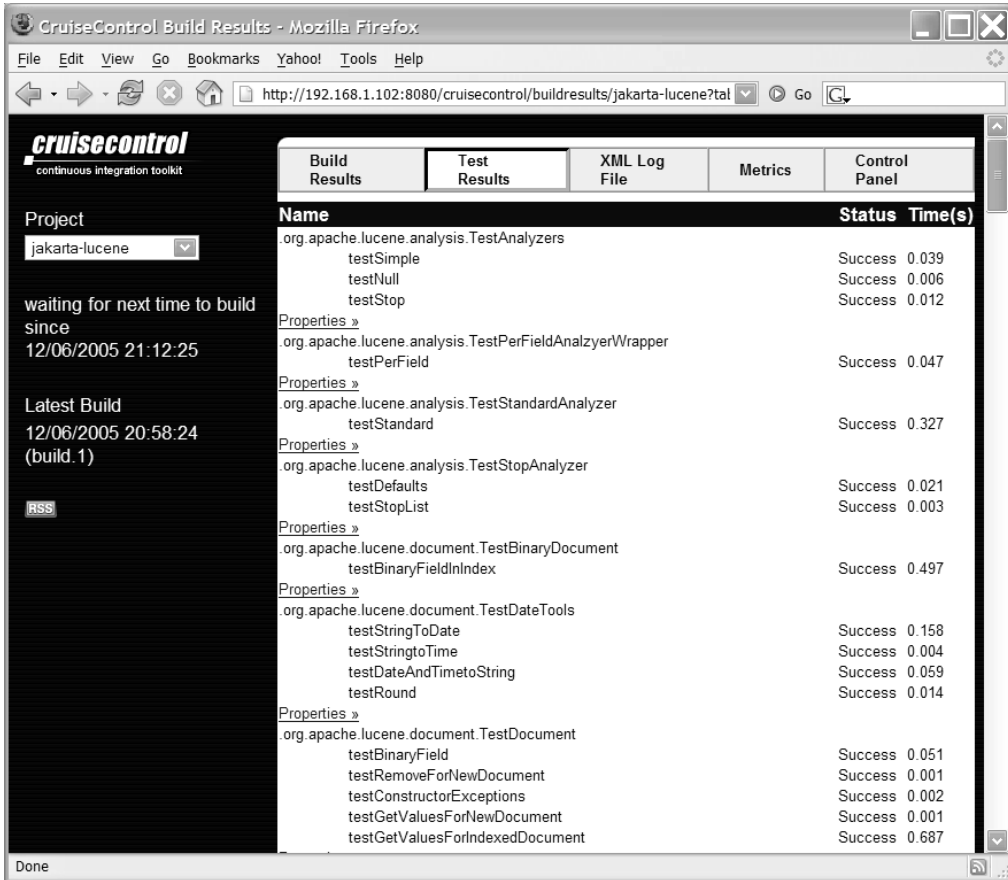 CruiseControl Build Results - Mozilla Firefox
File Edit View Go Bookmarks Yahoo! Tools Help
http://192.168.1.102:8080/cruisecontrol/buildresults/jakarta-lucene?tal Go G
cruisecontrol
continuous integration toolkit
Project
jakarta-lucene
waiting for next time to build
since
12/06/2005 21:12:25
Latest Build
12/06/2005 20:58:24
(build.1)
RSS
Build Results
Test Results
XML Log File
Metrics
Control Panel
Name Status Time(s)
.org.apache.lucene.analysis.TestAnalyzers
testSimple Success 0.039
testNull Success 0.006
testStop Success 0.012
Properties »
.org.apache.lucene.analysis.TestPerFieldAnalzyerWrapper
testPerField Success 0.047
Properties »
.org.apache.lucene.analysis.TestStandardAnalyzer
testStandard Success 0.327
Properties »
.org.apache.lucene.analysis.TestStopAnalyzer
testDefaults Success 0.021
testStopList Success 0.003
Properties »
.org.apache.lucene.document.TestBinaryDocument
testBinaryFieldInIndex Success 0.497
Properties »
.org.apache.lucene.document.TestDateTools
testStringToDate Success 0.158
testStringtoTime Success 0.004
testDateAndTimetoString Success 0.059
testRound Success 0.014
Properties »
.org.apache.lucene.document.TestDocument
testBinaryField Success 0.051
testRemoveForNewDocument Success 0.001
testConstructorExceptions Success 0.002
testGetValuesForNewDocument Success 0.001
testGetValuesForIndexedDocument Success 0.687
Done